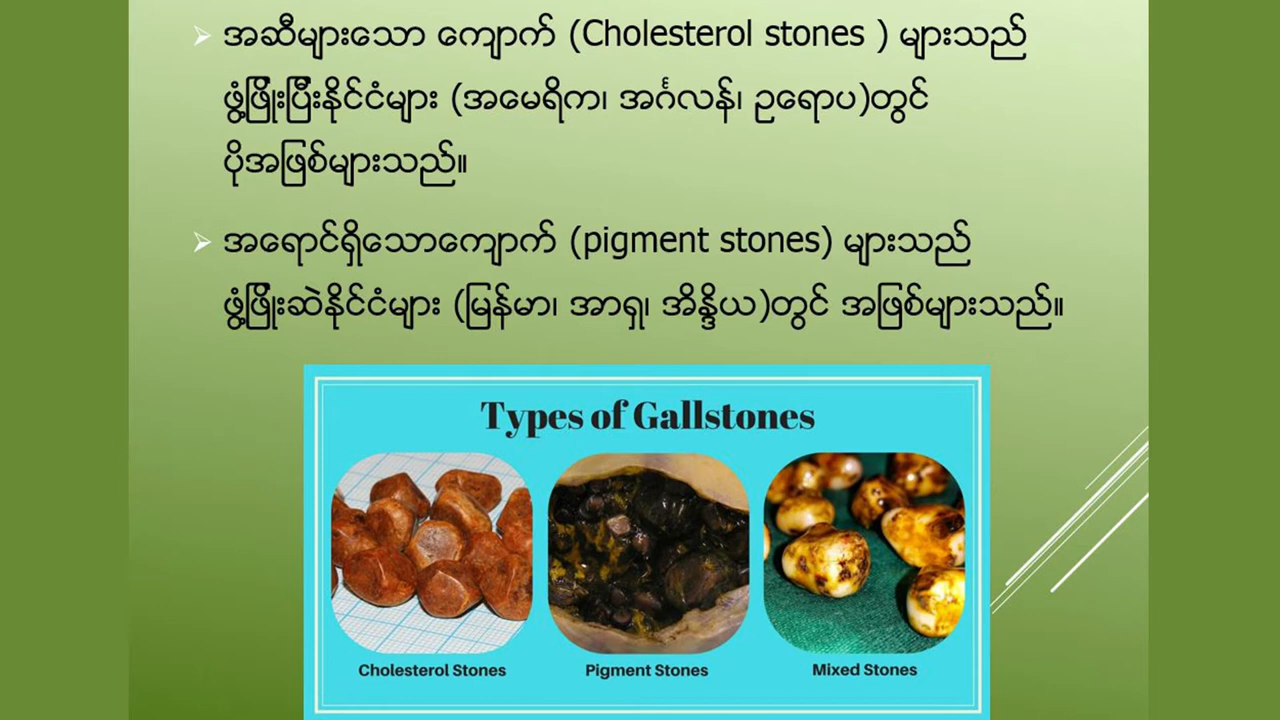 အဆီများသော ကျောက် (Cholesterol stones ) များသည်
ဖွံ့ဖြိုးပြီးနိုင်ငံများ (အမေရိက၊ အင်္ဂလန်၊ ဥရောပ)တွင်
ပိုအဖြစ်များသည်။
အရောင်ရှိသောကျောက် (pigment stones) များသည်
ဖွံ့ဖြိုးဆဲနိုင်ငံများ (မြန်မာ၊ အာရှ၊ အိန္ဒိယ)တွင် အဖြစ်များသည်။
Types of Gallstones
Cholesterol Stones
Pigment Stones
Mixed Stones